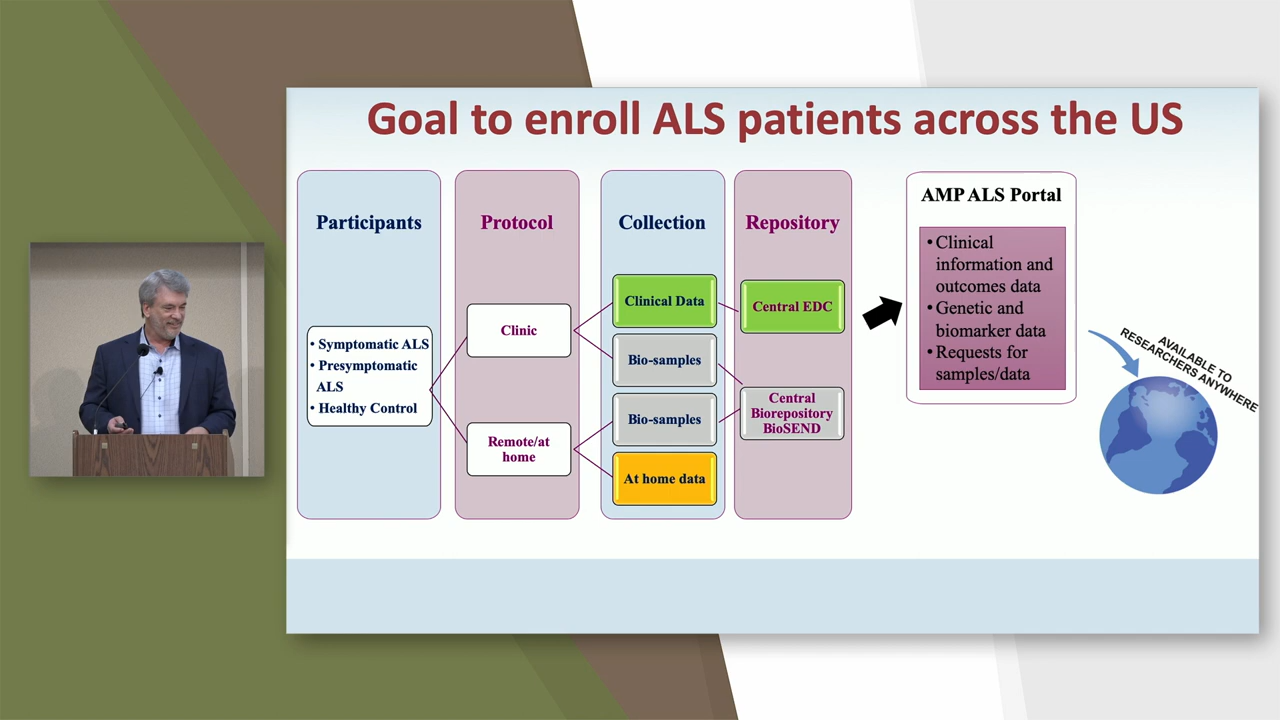 Goal to enroll ALS patients across the US
Participants
• Symptomatic ALS
• Presymptomatic
ALS
• Healthy Control
Protocol
Clinic
Remote/at
home
Collection
Clinical Data
Bio-samples
Bio-samples
At home data
Repository
Central EDC
Central
Biorepository
BioSEND
AMP ALS Portal
• Clinical
information and
outcomes data
• Genetic and
biomarker data
• Requests for
samples/data
AVAILABLE TO
RESEARCHERS ANYWHERE